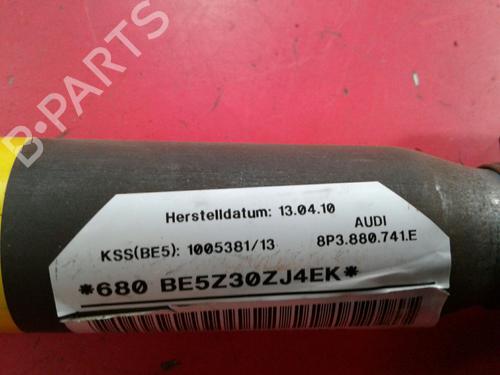 B-PARTS
Herstelldatum: 13.04.10
KSS(BE5): 1005381/13
AUDI
8P3.880.741.E
*680 BE5Z30ZJ4EK*